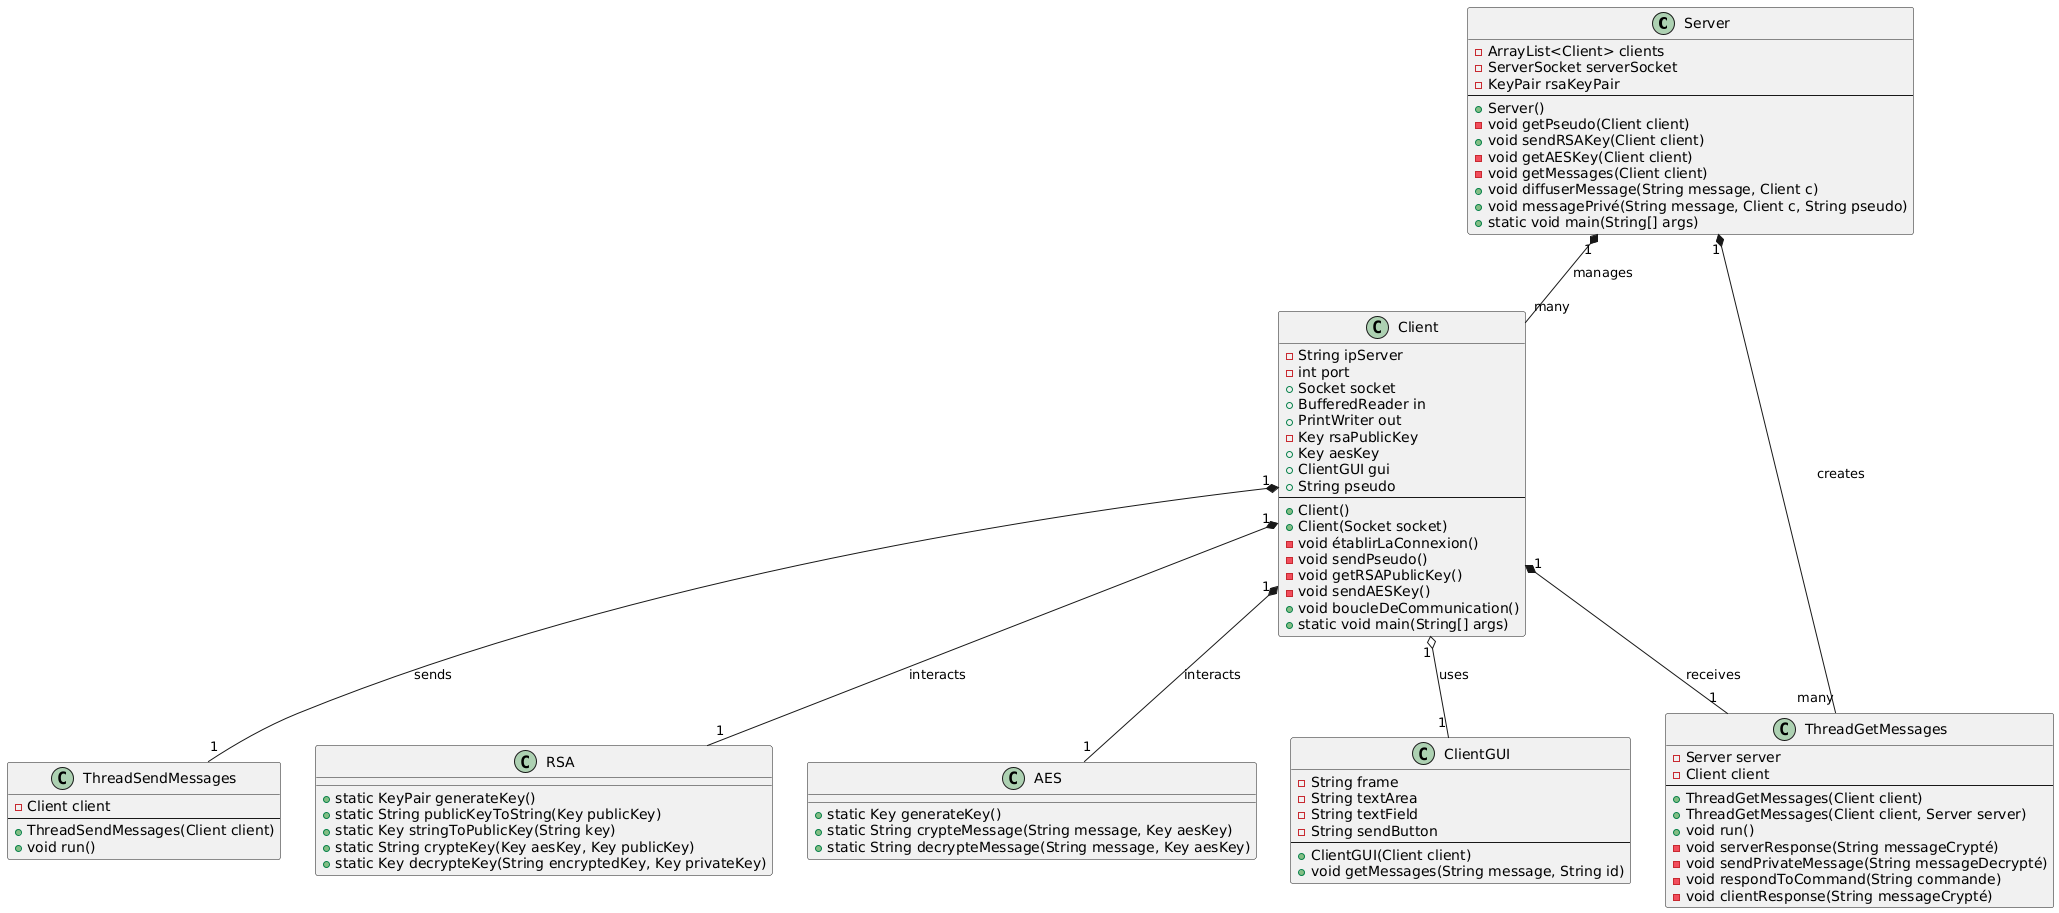 C Server
ArrayList<Client> clients
ServerSocket serverSocket
KeyPair rsaKeyPair
Server()
void getPseudo(Client client)
void sendRSAKey(Client client)
void getAESKey(Client client)
void getMessages(Client client)
void diffuserMessage(String message, Client c)
void messagePrivé(String message, Client c, String pseudo)
static void main(String[] args)
1
1
manages
many
creates
C Client
String ipServer
int port
Socket socket
BufferedReader in
PrintWriter out
Key rsaPublicKey
Key aesKey
ClientGUI gui
String pseudo
Client()
Client(Socket socket)
void établirLaConnexion()
void sendPseudo()
void getRSAPublicKey()
void sendAESKey()
void boucleDeCommunication()
static void main(String[] args)
1
1
1
1
1
sends
interacts
interacts
uses
receives
1
1
1
1
1
many
C ThreadSendMessages
Client client
ThreadSendMessages(Client client)
void run()
C RSA
static KeyPair generateKey()
static String publicKeyToString(Key publicKey)
static Key stringToPublicKey(String key)
static String crypteKey(Key aesKey, Key publicKey)
static Key decrypteKey(String encryptedKey, Key privateKey)
C AES
static Key generateKey()
static String crypteMessage(String message, Key aesKey)
static String decrypteMessage(String message, Key aesKey)
C ClientGUI
String frame
String textArea
String textField
String sendButton
ClientGUI(Client client)
void getMessages(String message, String id)
C ThreadGetMessages
Server server
Client client
ThreadGetMessages(Client client)
ThreadGetMessages(Client client, Server server)
void run()
void serverResponse(String messageCrypté)
void sendPrivateMessage(String messageDecrypté)
void respondToCommand(String commande)
void clientResponse(String messageCrypté)